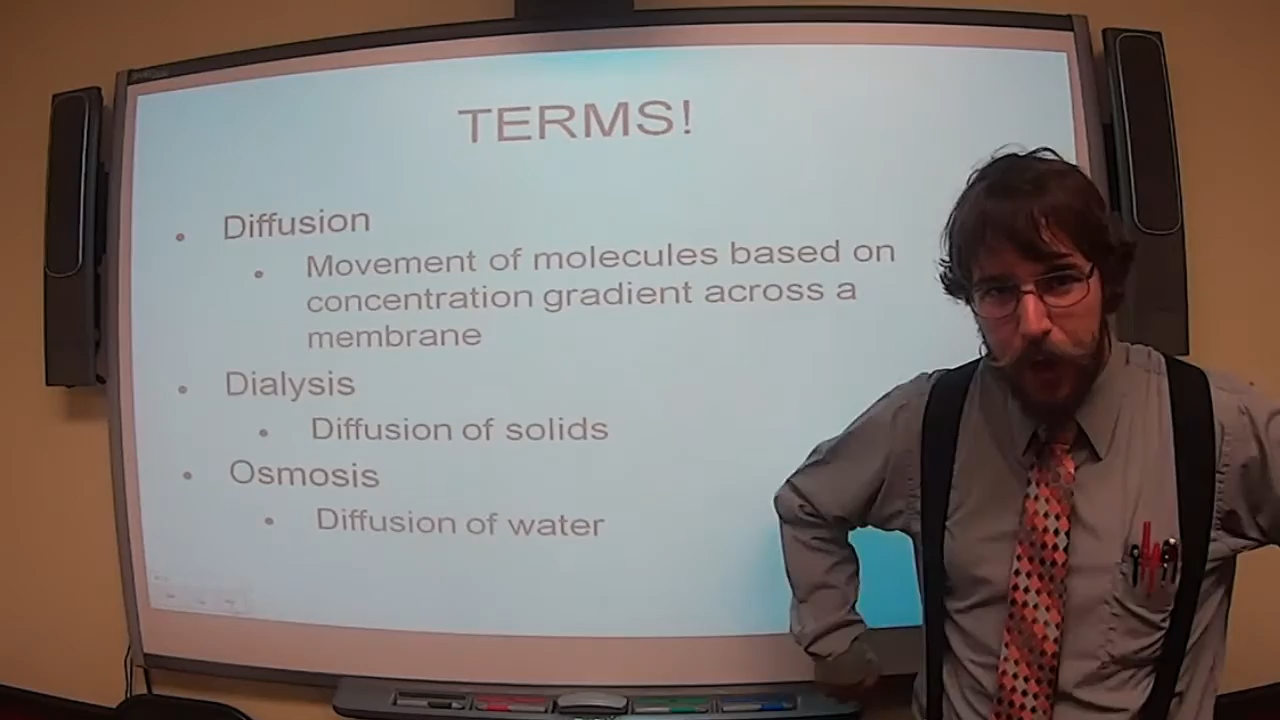 TERMS!
Diffusion
Movement of molecules based on
concentration gradient across a
membrane
Dialysis
Diffusion of solids
Osmosis
Diffusion of water